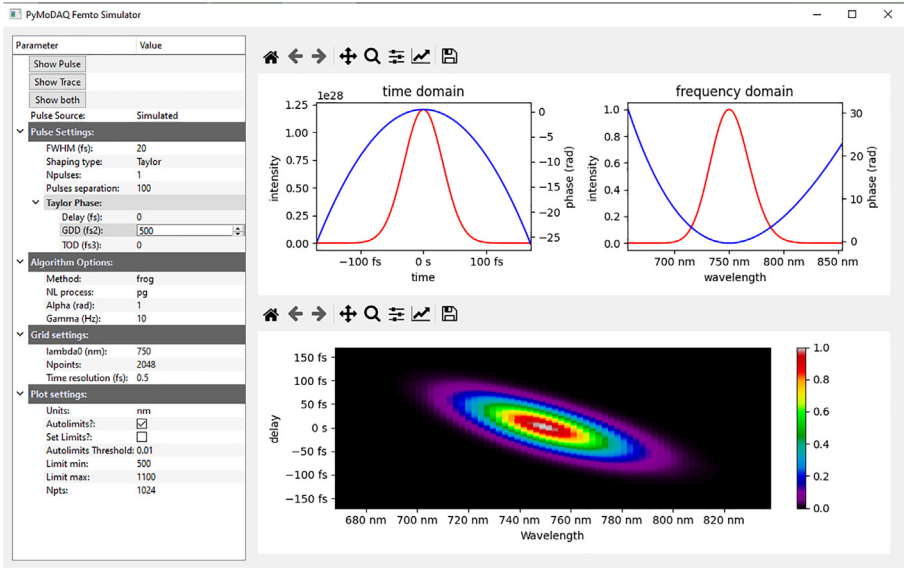 PyMoDAQ Femto Simulator
Parameter Value
Show Pulse
Show Trace
Show both
Pulse Source: Simulated
Pulse Settings:
FWHM (fs): 20
Shaping type: Taylor
Npulses: 1
Pulses separation: 100
Taylor Phase:
Delay (fs): 0
GDD (fs2): 500
TOD (fs3): 0
Algorithm Options:
Method: frog
NL process: pg
Alpha (rad): 1
Gamma (Hz): 10
Grid settings:
lambda0 (nm): 750
Npoints: 2048
Time resolution (fs): 0.5
Plot settings:
Units: nm
Autolimits?:
Set Limits?:
Autolimits Threshold: 0.01
Limit min: 500
Limit max: 1100
Npts: 1024
1e28
time domain
1.25
1.00
0.75
0.50
0.25
0.00
intensity
0
−5
−10
−15
−20
−25
phase (rad)
−100 fs 0 s 100 fs
time
frequency domain
1.0
0.8
0.6
0.4
0.2
0.0
intensity
30
20
10
0
phase (rad)
700 nm 750 nm 800 nm 850 nm
wavelength
150 fs
100 fs
50 fs
0 s
−50 fs
−100 fs
−150 fs
delay
680 nm 700 nm 720 nm 740 nm 760 nm 780 nm 800 nm 820 nm
Wavelength
1.0
0.8
0.6
0.4
0.2
0.0